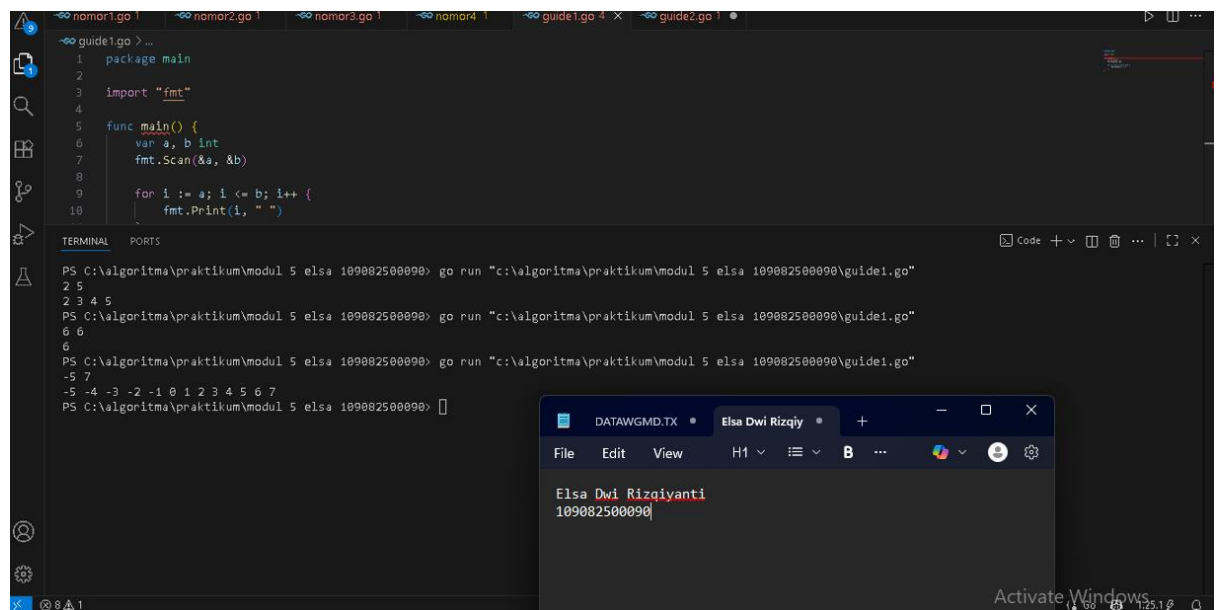 nomor1.go 1 nomor2.go 1 nomor3.go 1 nomor4 1 guide1.go 4 guide2.go 1
guide1.go > ...
1 package main
2
3 import "fmt"
4
5 func main() {
6 var a, b int
7 fmt.Scan(&a, &b)
8
9 for i := a; i <= b; i++ {
10 fmt.Print(i, " ")
TERMINAL PORTS Code
PS C:\algoritma\praktikum\modul 5 elsa 109082500090> go run "c:\algoritma\praktikum\modul 5 elsa 109082500090\guide1.go"
2 5
2 3 4 5
PS C:\algoritma\praktikum\modul 5 elsa 109082500090> go run "c:\algoritma\praktikum\modul 5 elsa 109082500090\guide1.go"
6 6
6
PS C:\algoritma\praktikum\modul 5 elsa 109082500090> go run "c:\algoritma\praktikum\modul 5 elsa 109082500090\guide1.go"
-5 7
-5 -4 -3 -2 -1 0 1 2 3 4 5 6 7
PS C:\algoritma\praktikum\modul 5 elsa 109082500090>
DATAWGMD.TX Elsa Dwi Rizqiy
File Edit View H1 B ...
Elsa Dwi Rizqiyanti
109082500090
Activate Windows
8 1 Go 1.25.1